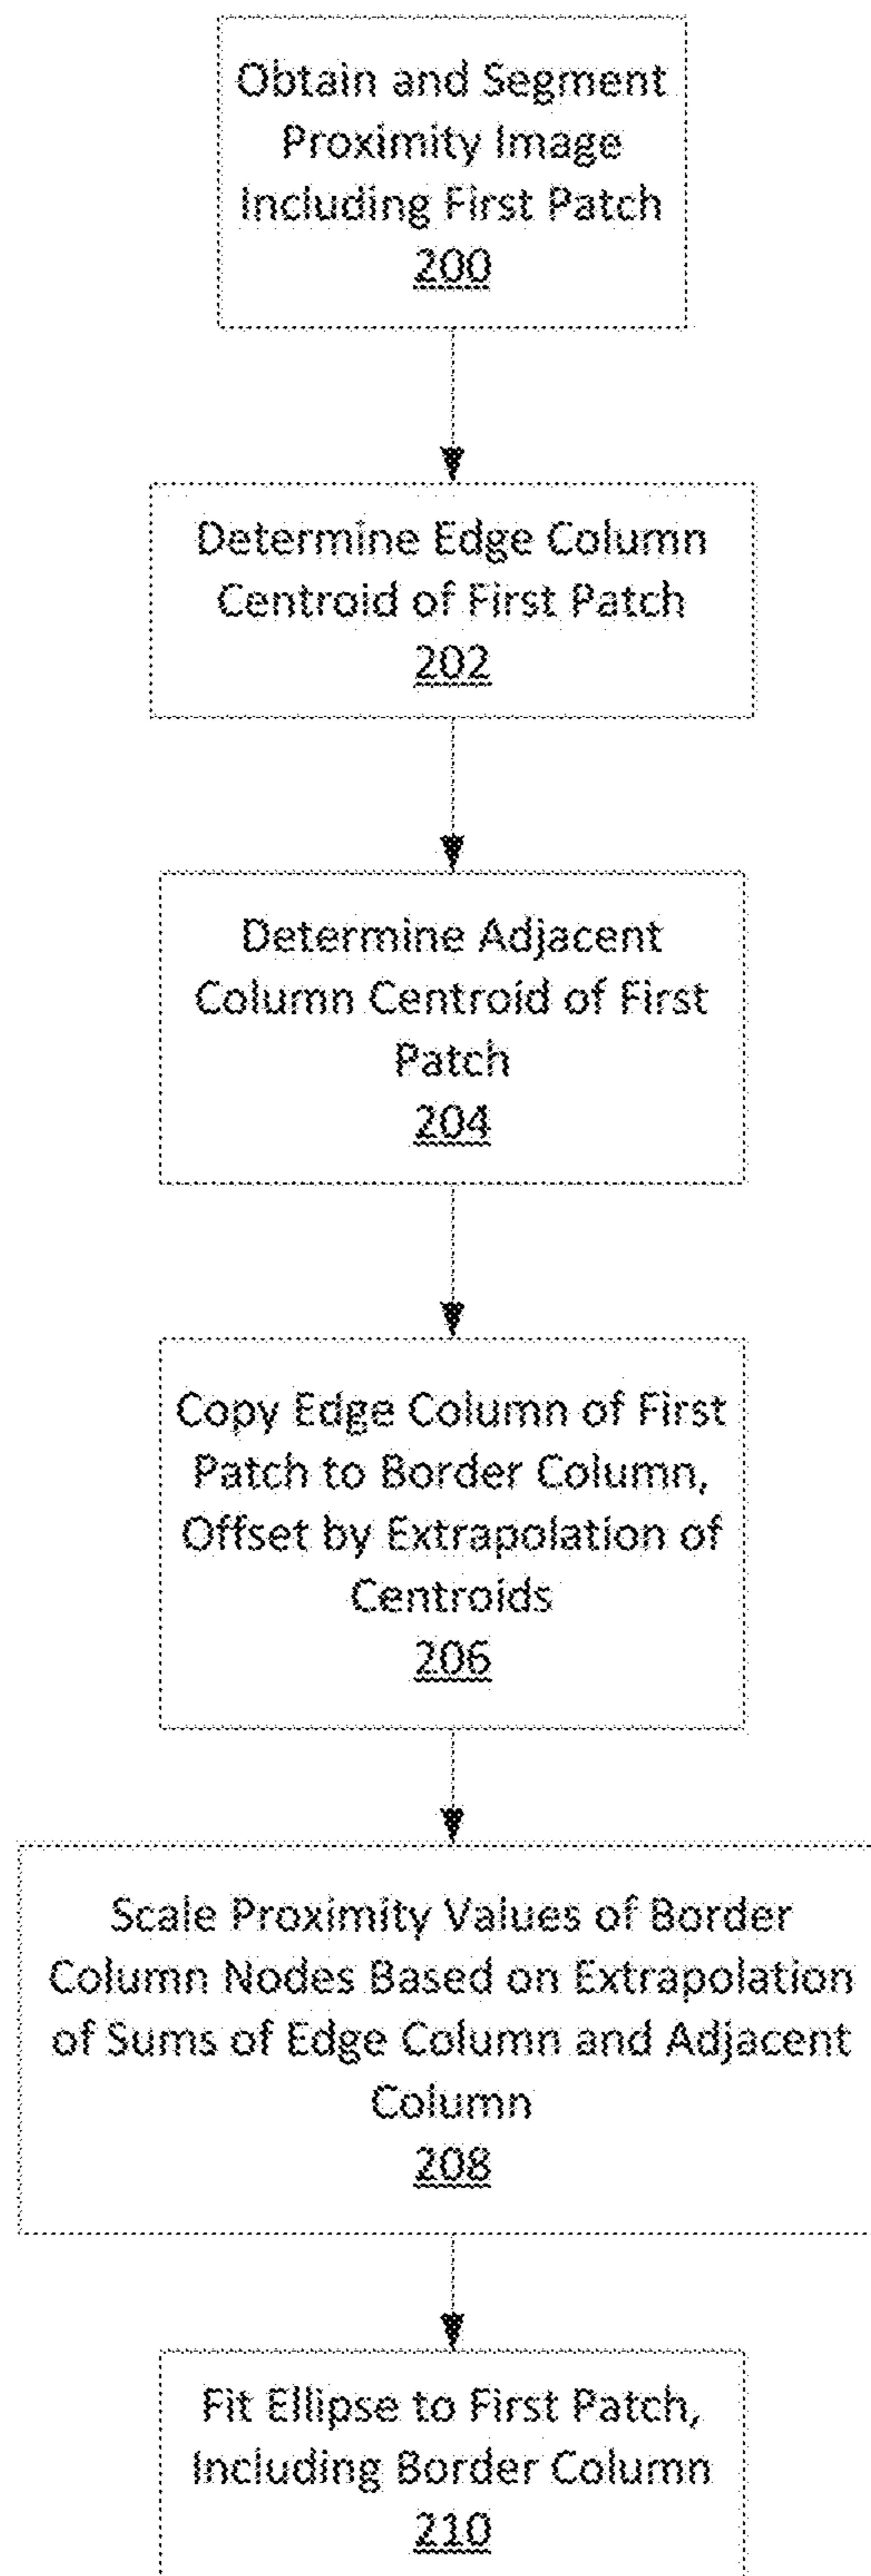 Obtain and Segment
Proximity Image
Including First Patch
200
Determine Edge Column
Centroid of First Patch
202
Determine Adjacent
Column Centroid of First
Patch
204
Copy Edge Column of First
Patch to Border Column,
Offset by Extrapolation of
Centroids
206
Scale Proximity Values of Border
Column Nodes Based on Extrapolation
of Sums of Edge Column and Adjacent
Column
208
Fit Ellipse to First Patch,
Including Border Column
210